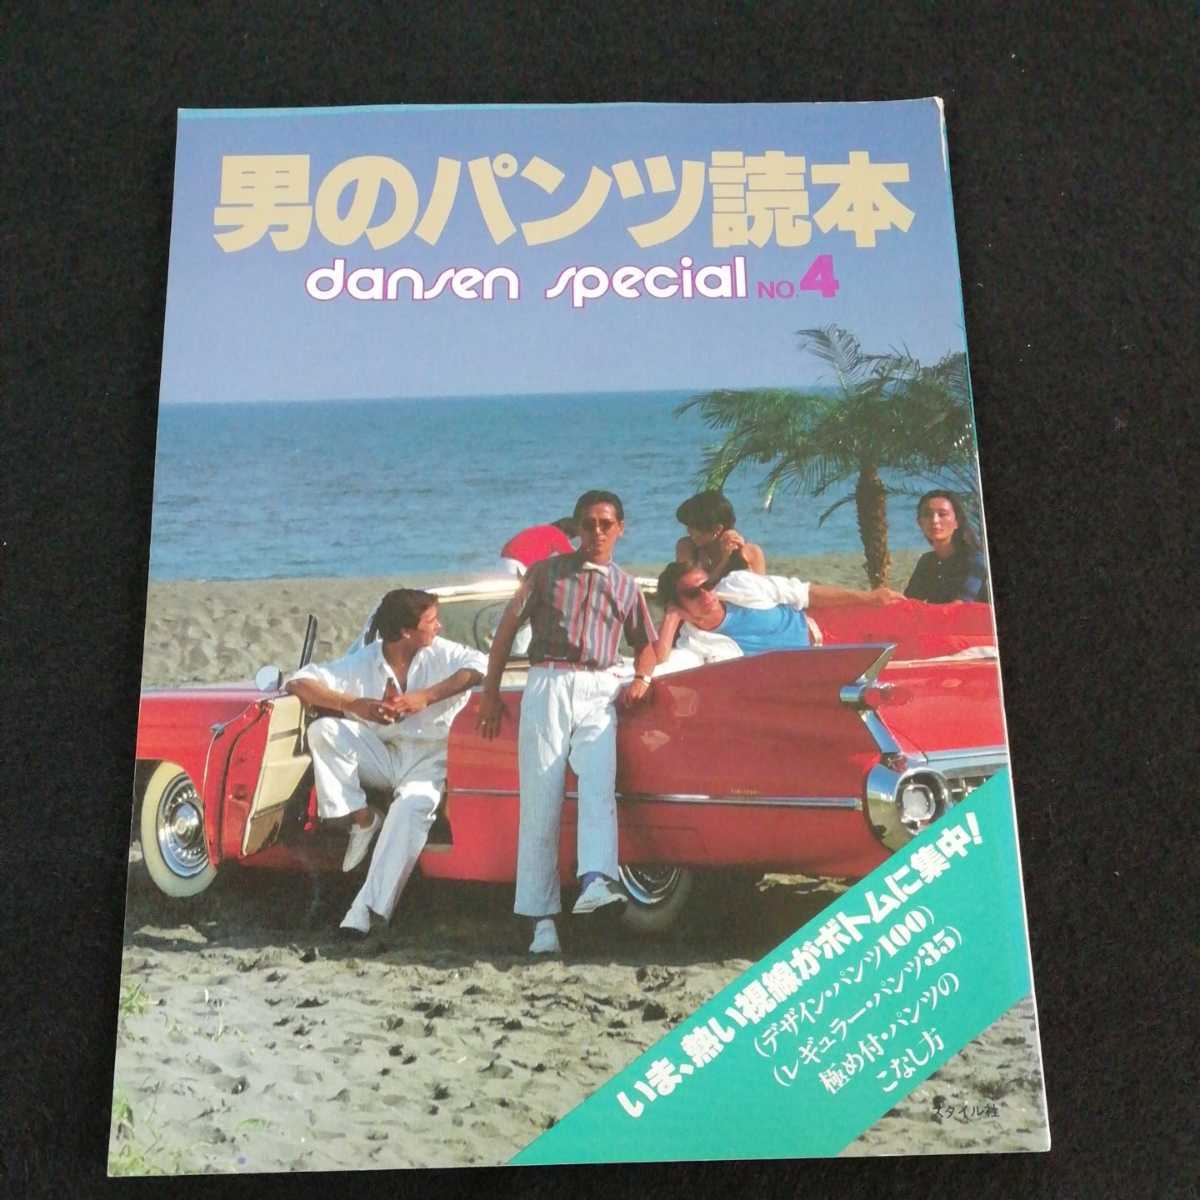 男のパンツ読本
dansen special NO.4
いま、熱い視線がボトムに集中!
(デザイン・パンツ100)
(レギュラー・パンツ35)
極め付・パンツの
こなし方
スタイル社